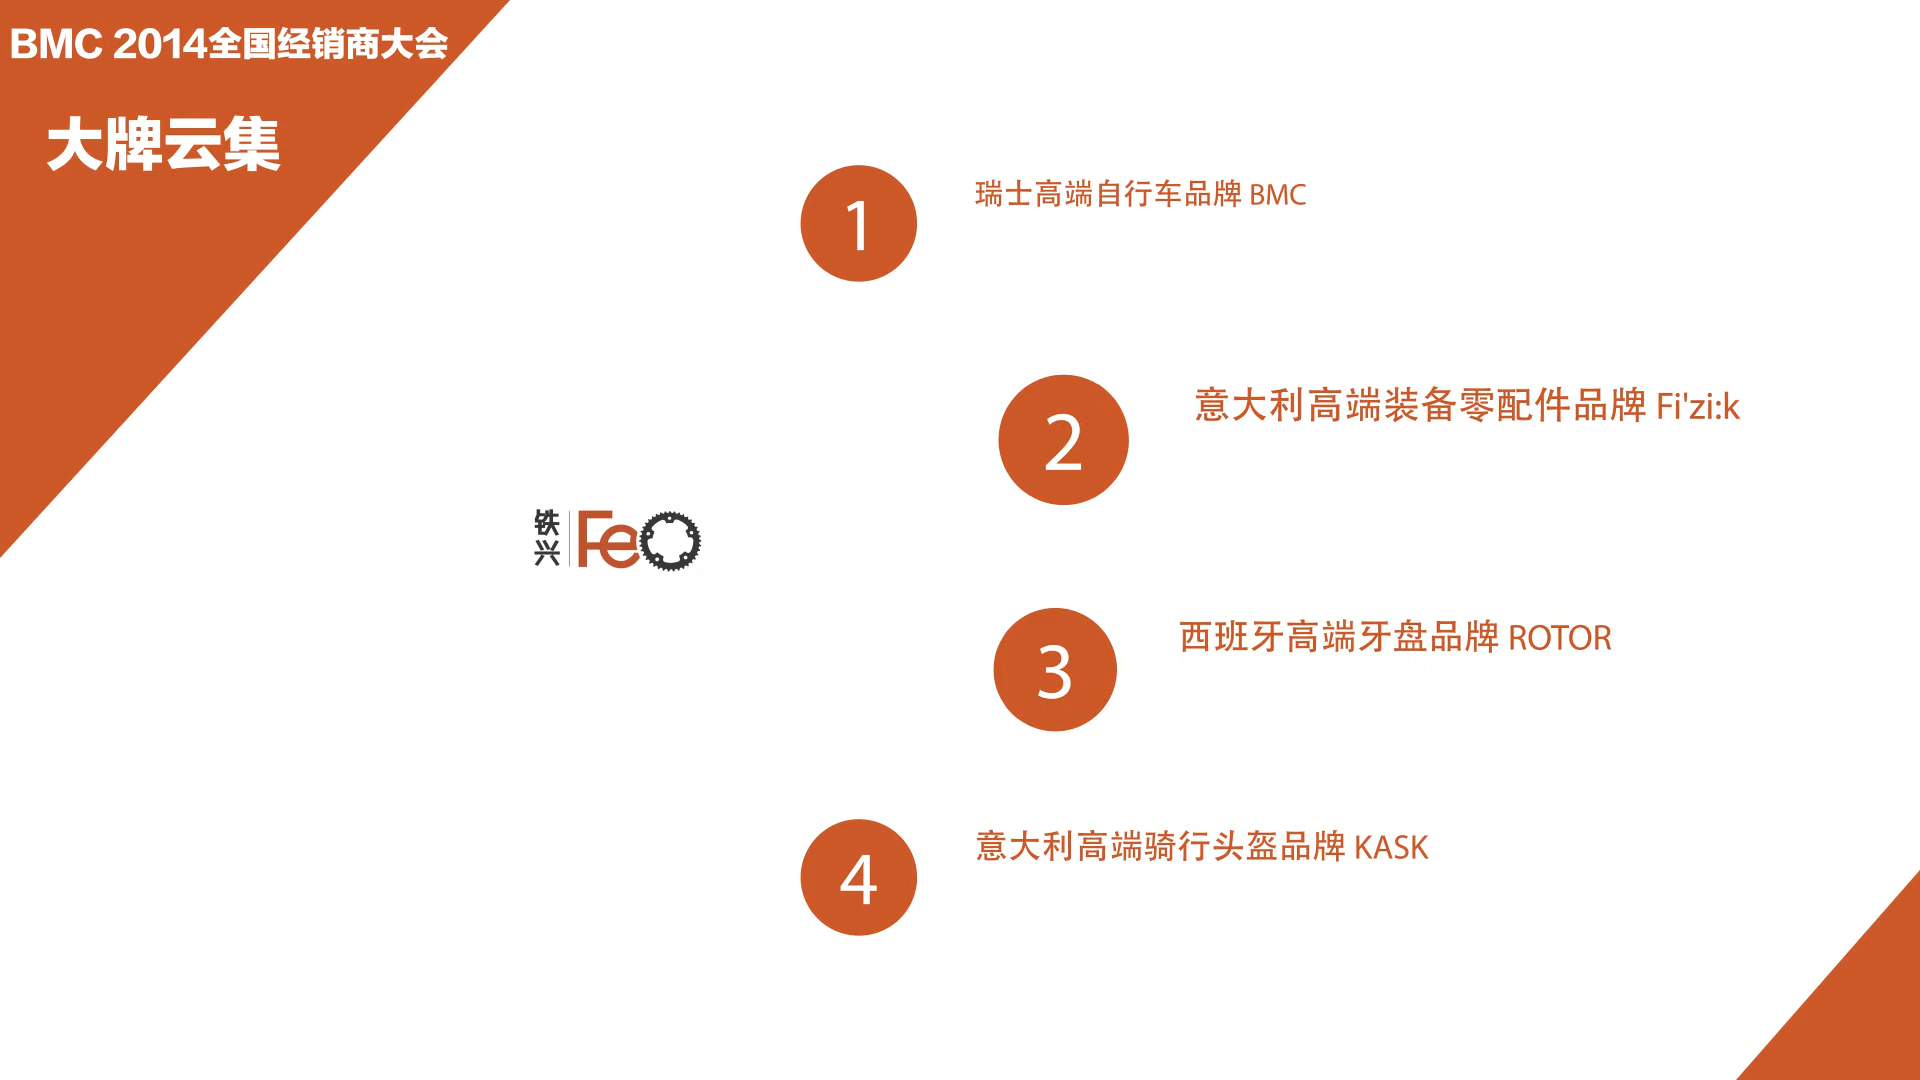 BMC 2014全国经销商大会
大牌云集
1
瑞士高端自行车品牌 BMC
2
意大利高端装备零配件品牌 Fi'zi:k
铁兴
FeO
3
西班牙高端牙盘品牌 ROTOR
4
意大利高端骑行头盔品牌 KASK